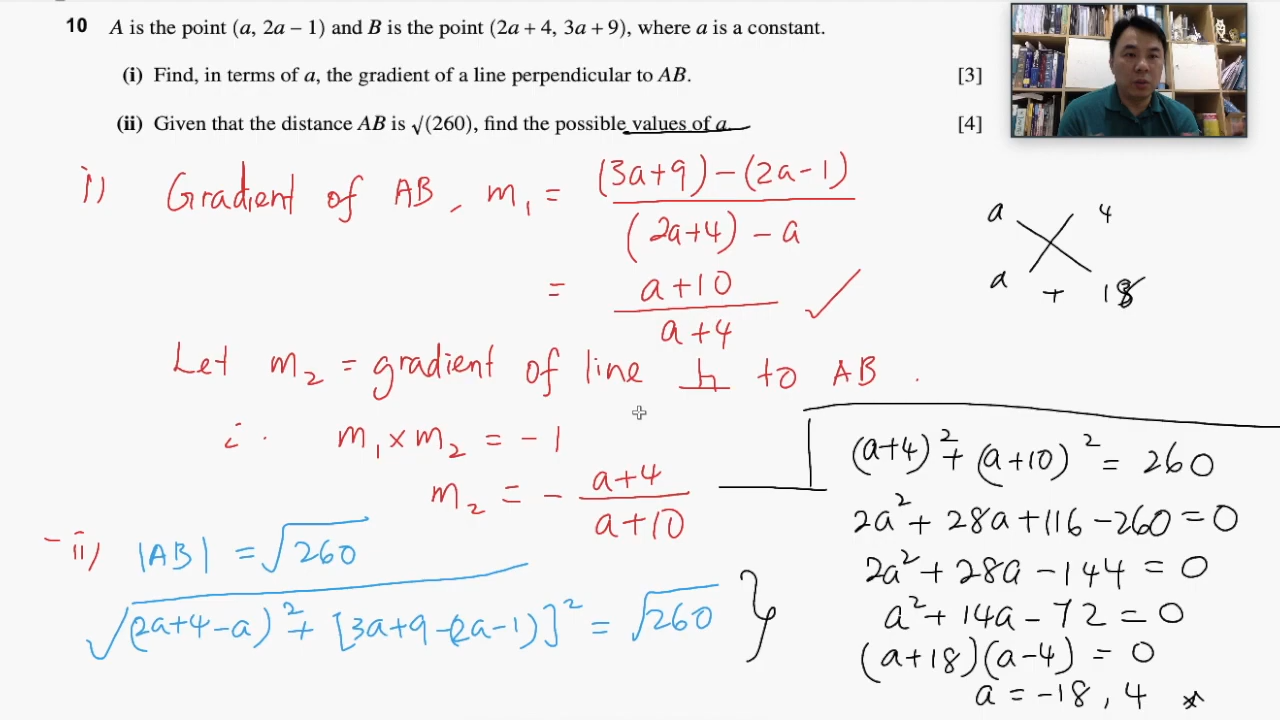 10 A is the point (a, 2a − 1) and B is the point (2a + 4, 3a + 9), where a is a constant.
(i) Find, in terms of a, the gradient of a line perpendicular to AB. [3]
(ii) Given that the distance AB is √(260), find the possible values of a. [4]
i) Gradient of AB, m₁ = ((3a+9) − (2a−1)) / ((2a+4) − a)
= (a+10) / (a+4) ✓
Let m₂ = gradient of line ⊥ to AB.
∴ m₁ × m₂ = −1
m₂ = − (a+4) / (a+10)
ii) |AB| = √260
√((2a+4−a)² + [3a+9−(2a−1)]²) = √260 }
a 4
a + 18
(a+4)² + (a+10)² = 260
2a² + 28a + 116 − 260 = 0
2a² + 28a − 144 = 0
a² + 14a − 72 = 0
(a+18)(a−4) = 0
a = −18, 4